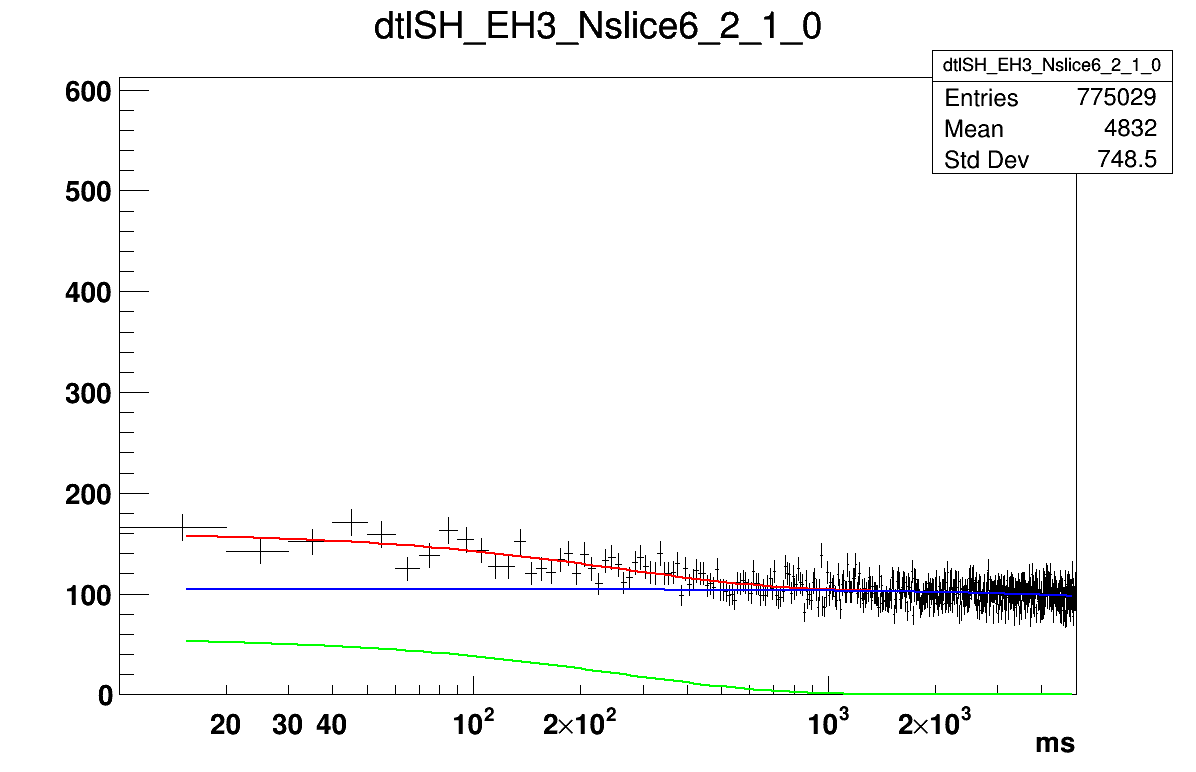 dtlSH_EH3_Nslice6_2_1_0
dtlSH_EH3_Nslice6_2_1_0
Entries 775029
Mean 4832
Std Dev 748.5
600
500
400
300
200
100
0
20 30 40 10² 2×10² 10³ 2×10³
ms